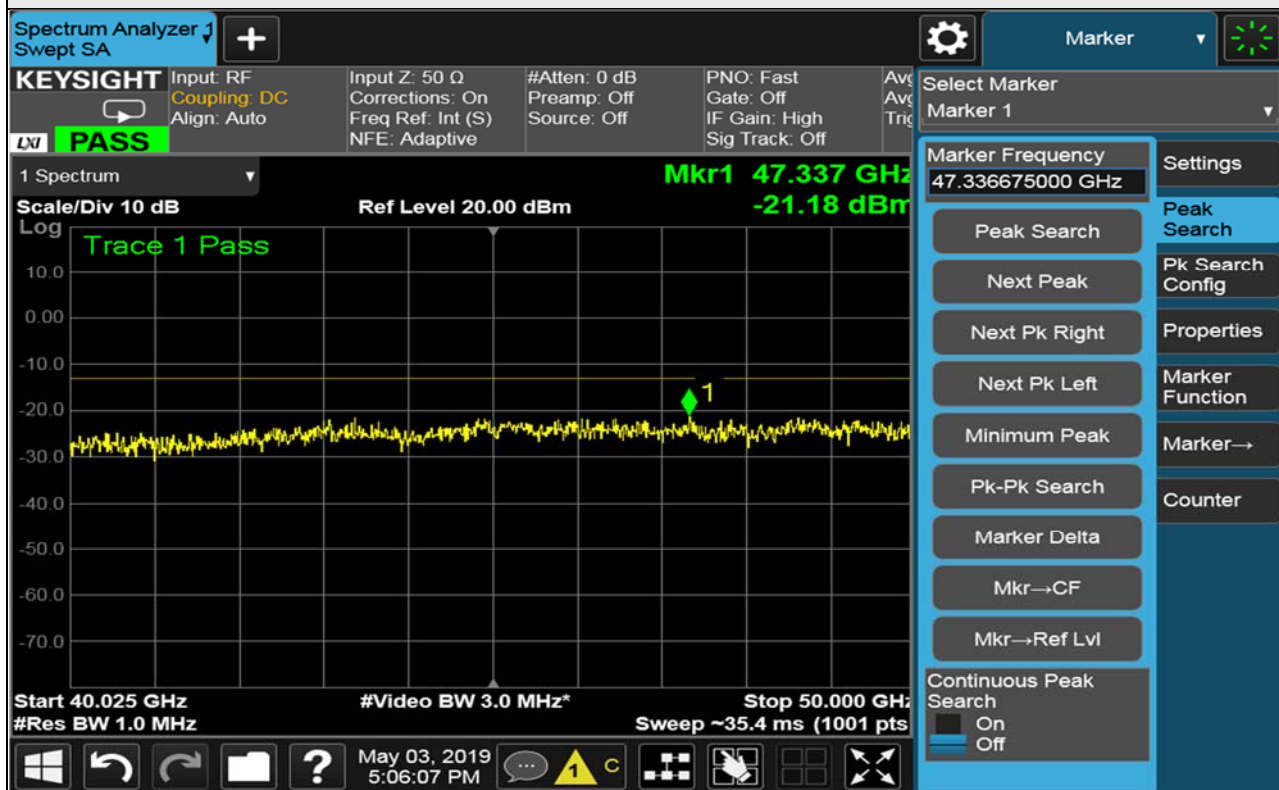 Spectrum Analyzer 1
Swept SA
+
Marker
KEYSIGHT
LXI
PASS
Input: RF
Coupling: DC
Align: Auto
Input Z: 50 Ω
Corrections: On
Freq Ref: Int (S)
NFE: Adaptive
#Atten: 0 dB
Preamp: Off
Source: Off
PNO: Fast
Gate: Off
IF Gain: High
Sig Track: Off
Avg
Avg
Trig
1 Spectrum
Scale/Div 10 dB
Ref Level 20.00 dBm
Mkr1 47.337 GHz
-21.18 dBm
Log
Trace 1 Pass
10.0
0.00
-10.0
-20.0
-30.0
-40.0
-50.0
-60.0
-70.0
1
Start 40.025 GHz
#Res BW 1.0 MHz
#Video BW 3.0 MHz*
Stop 50.000 GHz
Sweep ~35.4 ms (1001 pts
?
May 03, 2019
5:06:07 PM
1
C
Select Marker
Marker 1
Marker Frequency
47.336675000 GHz
Peak Search
Next Peak
Next Pk Right
Next Pk Left
Minimum Peak
Pk-Pk Search
Marker Delta
Mkr→CF
Mkr→Ref Lvl
Continuous Peak
Search
On
Off
Settings
Peak
Search
Pk Search
Config
Properties
Marker
Function
Marker→
Counter